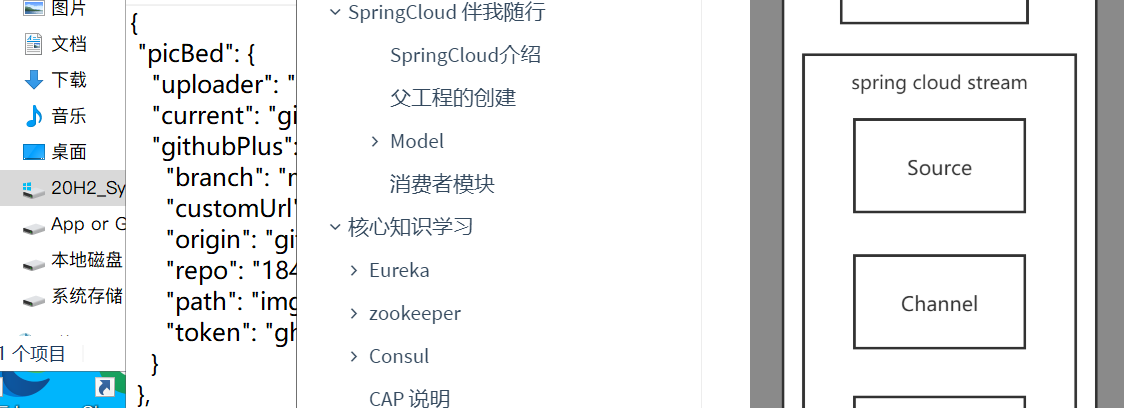 图片
文档
下载
音乐
桌面
20H2_Sy
App or G
本地磁盘
系统存储
1 个项目
{
"picBed": {
"uploader": "
"current": "gi
"githubPlus":
"branch":
"customUrl"
"origin": "git
"repo": "184
"path": "img
"token": "gh
}
},
SpringCloud 伴我随行
SpringCloud介绍
父工程的创建
Model
消费者模块
核心知识学习
Eureka
zookeeper
Consul
CAP 说明
spring cloud stream
Source
Channel